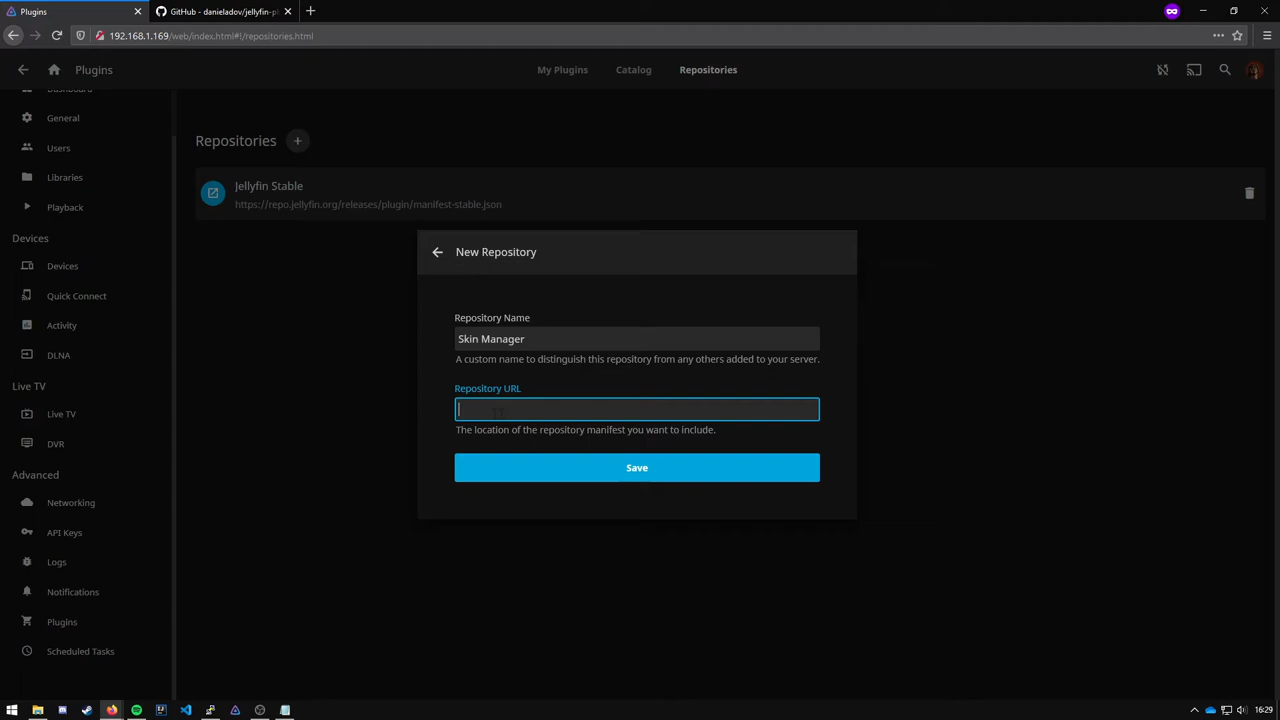 Plugins
GitHub - danieladov/jellyfin-pl
192.168.1.169/web/index.html#!/repositories.html
Plugins
My Plugins
Catalog
Repositories
Dashboard
General
Users
Libraries
Playback
Devices
Devices
Quick Connect
Activity
DLNA
Live TV
Live TV
DVR
Advanced
Networking
API Keys
Logs
Notifications
Plugins
Scheduled Tasks
Repositories
Jellyfin Stable
https://repo.jellyfin.org/releases/plugin/manifest-stable.json
New Repository
Repository Name
Skin Manager
A custom name to distinguish this repository from any others added to your server.
Repository URL
The location of the repository manifest you want to include.
Save
16:29